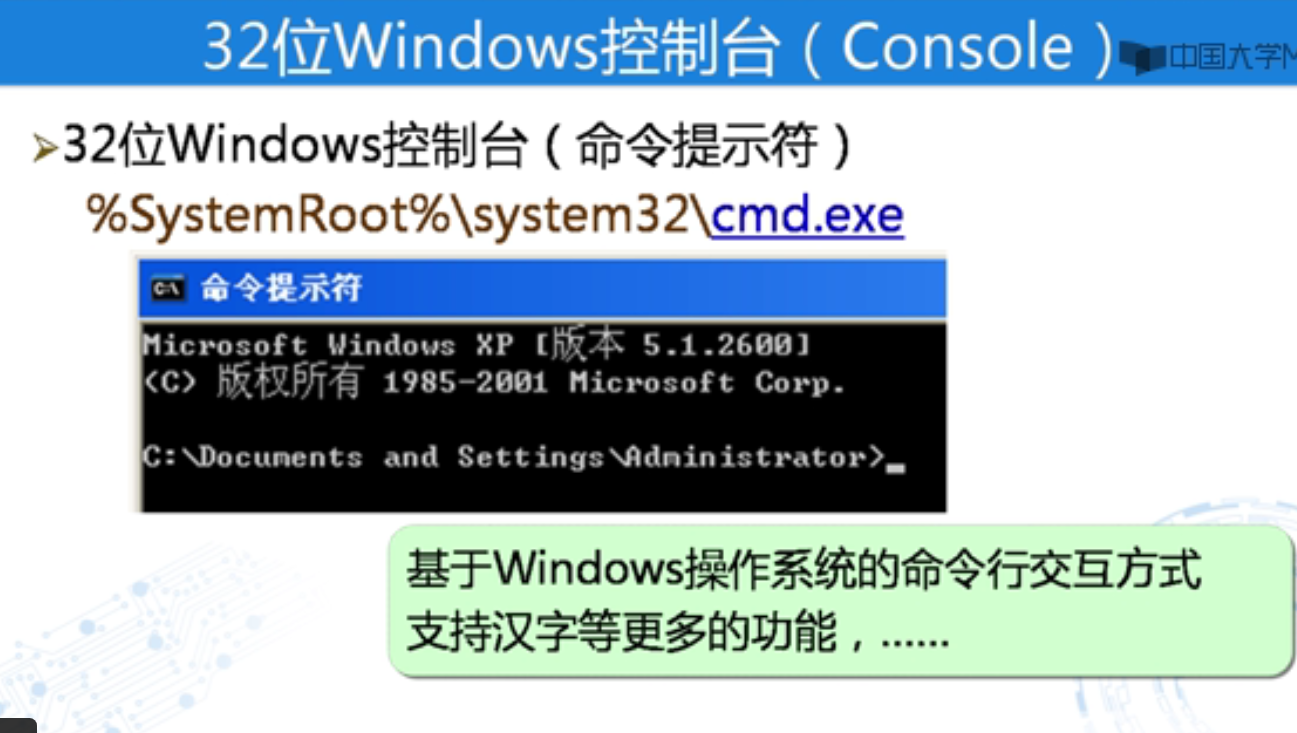 32位Windows控制台（Console）
中国大学M
32位Windows控制台（命令提示符）
%SystemRoot%\system32\cmd.exe
C:\ 命令提示符
Microsoft Windows XP [版本 5.1.2600]
(C) 版权所有 1985-2001 Microsoft Corp.
C:\Documents and Settings\Administrator>_
基于Windows操作系统的命令行交互方式
支持汉字等更多的功能，……